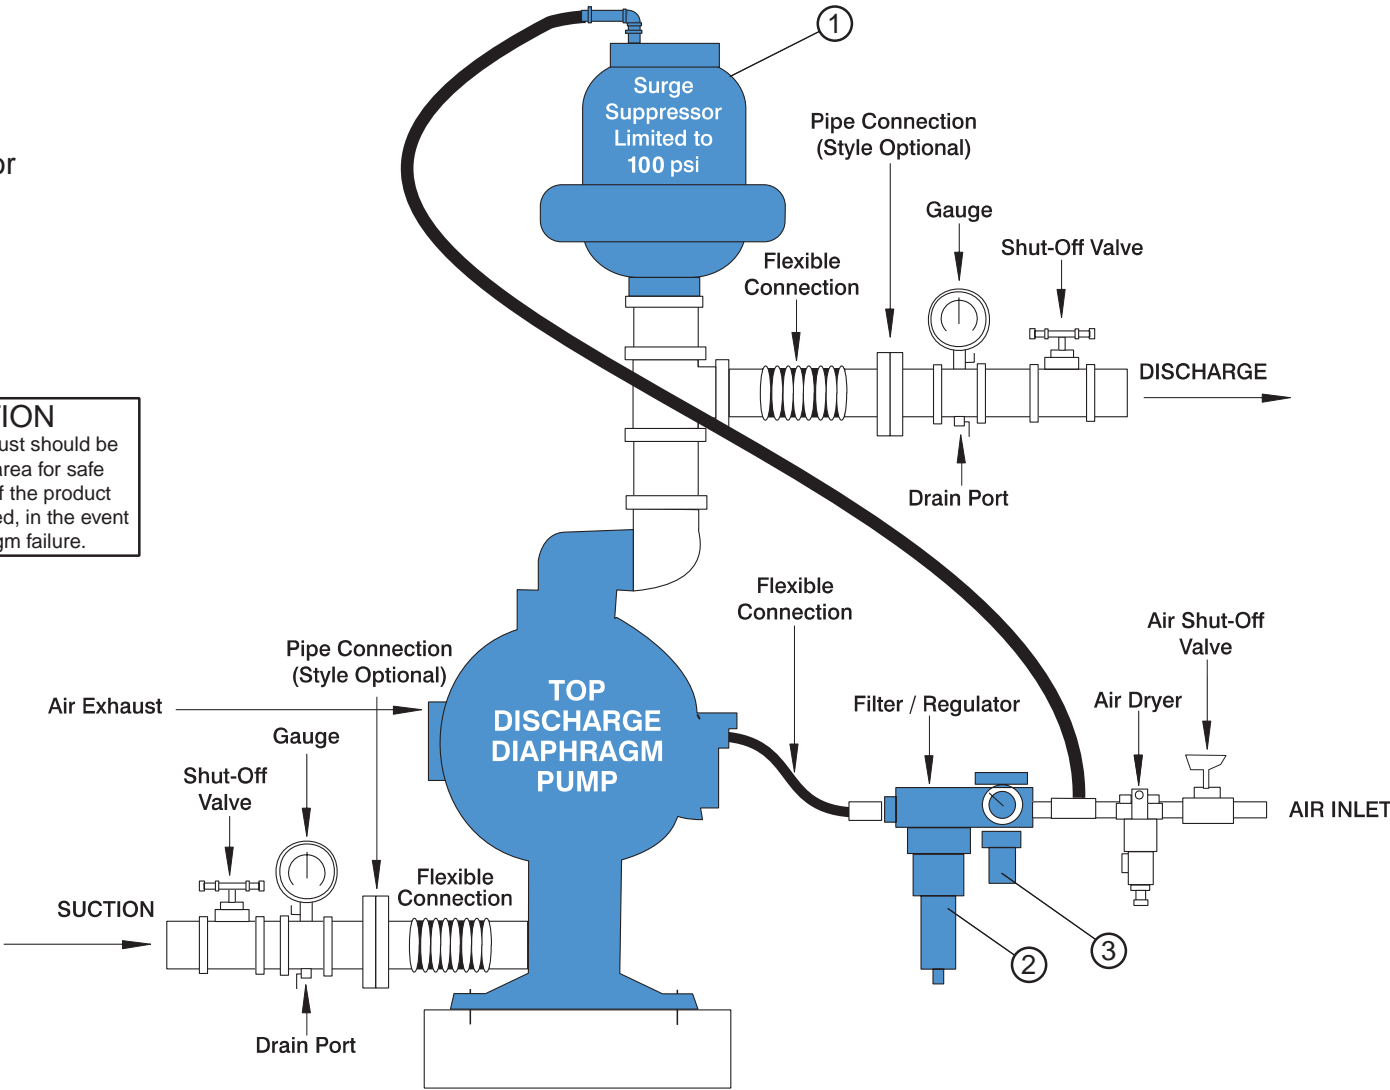 1
Surge
Suppressor
Limited to
100 psi
Pipe Connection
(Style Optional)
or
Gauge
Shut-Off Valve
Flexible
Connection
DISCHARGE
TION
ust should be
area for safe
f the product
ed, in the event
gm failure.
Drain Port
Flexible
Connection
Air Shut-Off
Valve
Pipe Connection
(Style Optional)
Air Exhaust
TOP
DISCHARGE
DIAPHRAGM
PUMP
Filter / Regulator
Air Dryer
Gauge
Shut-Off
Valve
AIR INLET
Flexible
Connection
SUCTION
2
3
Drain Port